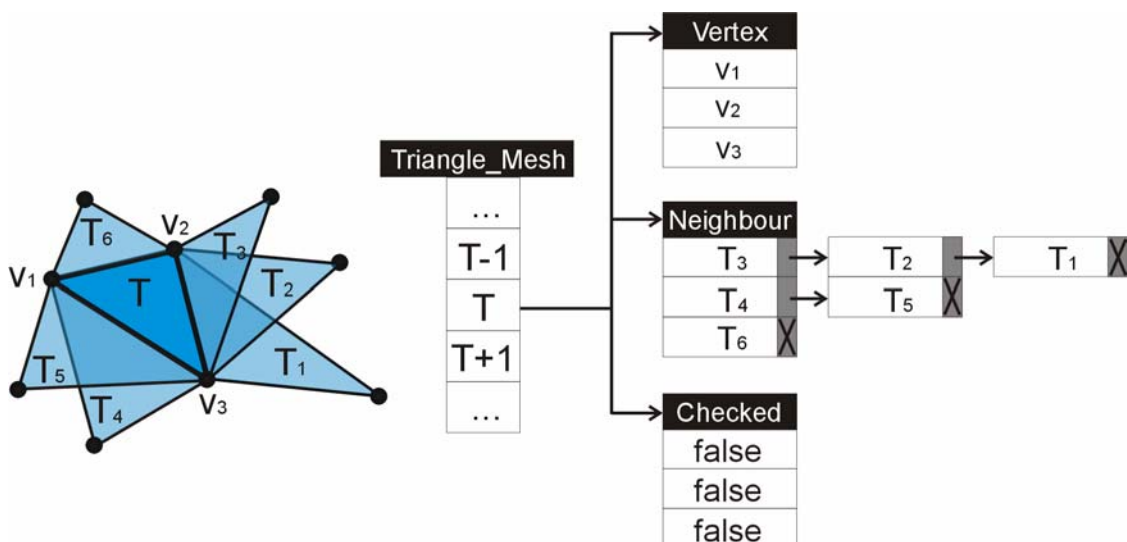 T6
V2
T3
V1
T
T2
T5
T1
T4
V3
Triangle_Mesh
...
T-1
T
T+1
...
Vertex
V1
V2
V3
Neighbour
T3 T2 T1
T4 T5
T6
Checked
false
false
false